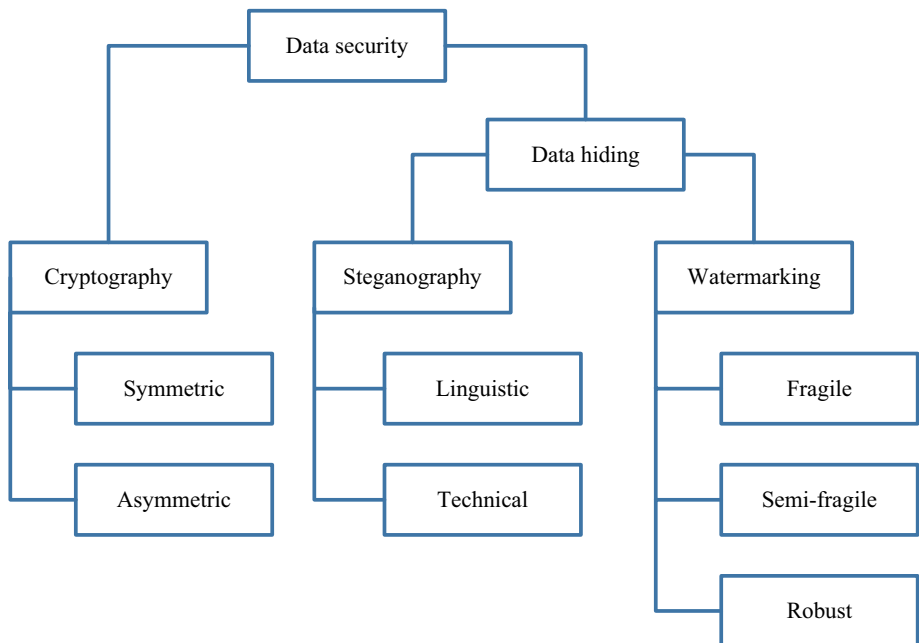 Data security
Data hiding
Cryptography
Steganography
Watermarking
Symmetric
Linguistic
Fragile
Asymmetric
Technical
Semi-fragile
Robust